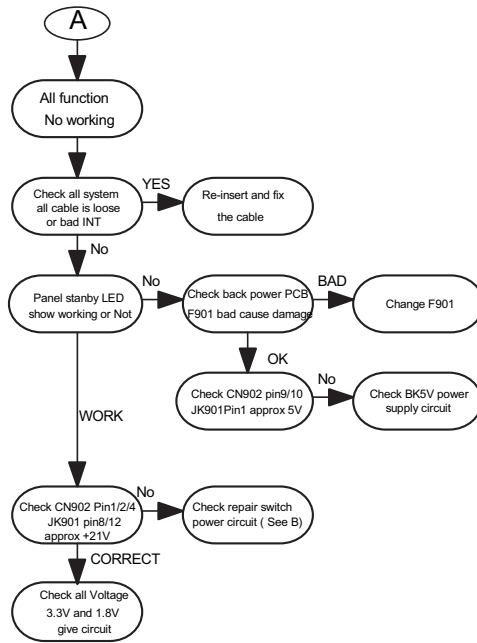 A
All function
No working
Check all system
all cable is loose
or bad INT
YES
Re-insert and fix
the cable
No
Panel stanby LED
show working or Not
No
Check back power PCB
F901 bad cause damage
BAD
Change F901
OK
Check CN902 pin9/10
JK901Pin1 approx 5V
No
Check BK5V power
supply circuit
WORK
Check CN902 Pin1/2/4
JK901 pin8/12
approx +21V
No
Check repair switch
power circuit ( See B)
CORRECT
Check all Voltage
3.3V and 1.8V
give circuit